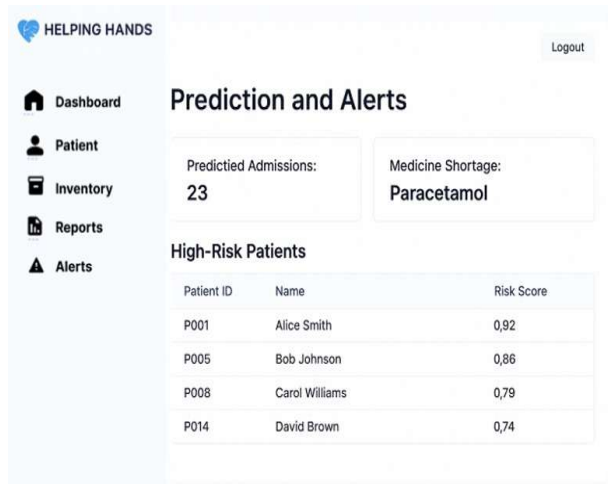 HELPING HANDS
Logout
Dashboard
Patient
Inventory
Reports
Alerts
Prediction and Alerts
Predictied Admissions:
23
Medicine Shortage:
Paracetamol
High-Risk Patients
Patient ID Name Risk Score
P001 Alice Smith 0,92
P005 Bob Johnson 0,86
P008 Carol Williams 0,79
P014 David Brown 0,74